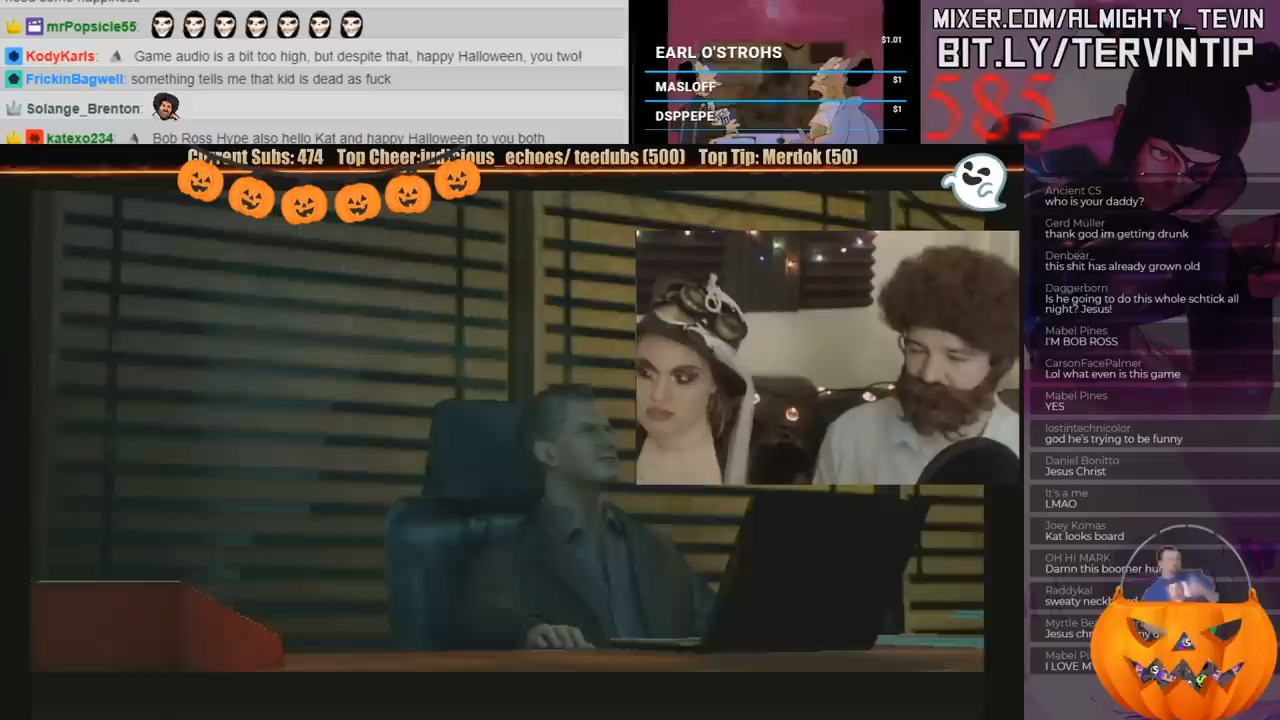 need some happiness
mrPopsicle55:
KodyKarls: Game audio is a bit too high, but despite that, happy Halloween, you two!
FrickinBagwell: something tells me that kid is dead as fuck
Solange_Brenton:
katexo234: Bob Ross Hype also hello Kat and happy Halloween to you both
$1.01
EARL O'STROHS
$1
MASLOFF
$1
DSPPEPE
MIXER.COM/ALMIGHTY_TEVIN
BIT.LY/TERVINTIP
585
Current Subs: 474 Top Cheer:judicious_echoes/ teedubs (500) Top Tip: Merdok (50)
Ancient CS
who is your daddy?
Gerd Müller
thank god im getting drunk
Denbear_
this shit has already grown old
Daggerborn
Is he going to do this whole schtick all
night? Jesus!
Mabel Pines
I'M BOB ROSS
CarsonFacePalmer
Lol what even is this game
Mabel Pines
YES
lostintechnicolor
god he's trying to be funny
Daniel Bonitto
Jesus Christ
It's a me
LMAO
Joey Komas
Kat looks board
OH HI MARK
Damn this boomer
Raddykal
sweaty
Myrtle
Jesus
Mabel
I LOVE